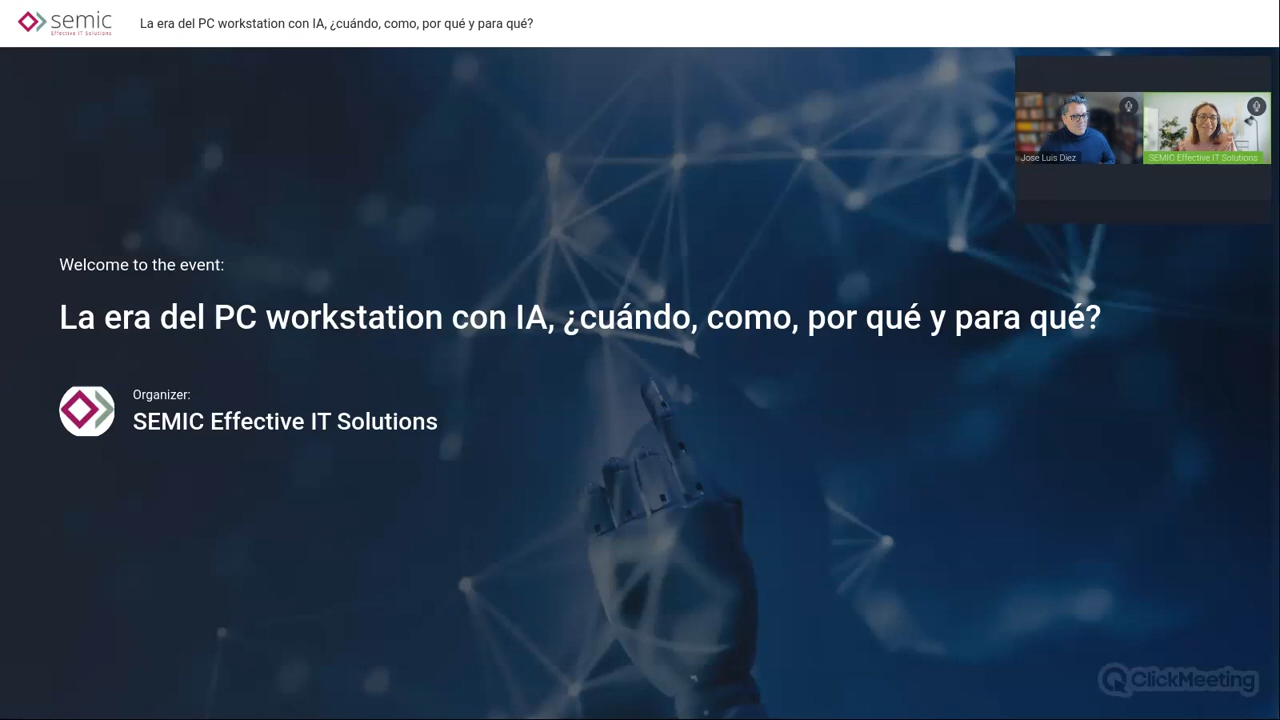 semic
Effective IT Solutions
La era del PC workstation con IA, ¿cuándo, como, por qué y para qué?
Jose Luis Diez
SEMIC Effective IT Solutions
Welcome to the event:
La era del PC workstation con IA, ¿cuándo, como, por qué y para qué?
Organizer:
SEMIC Effective IT Solutions
ClickMeeting